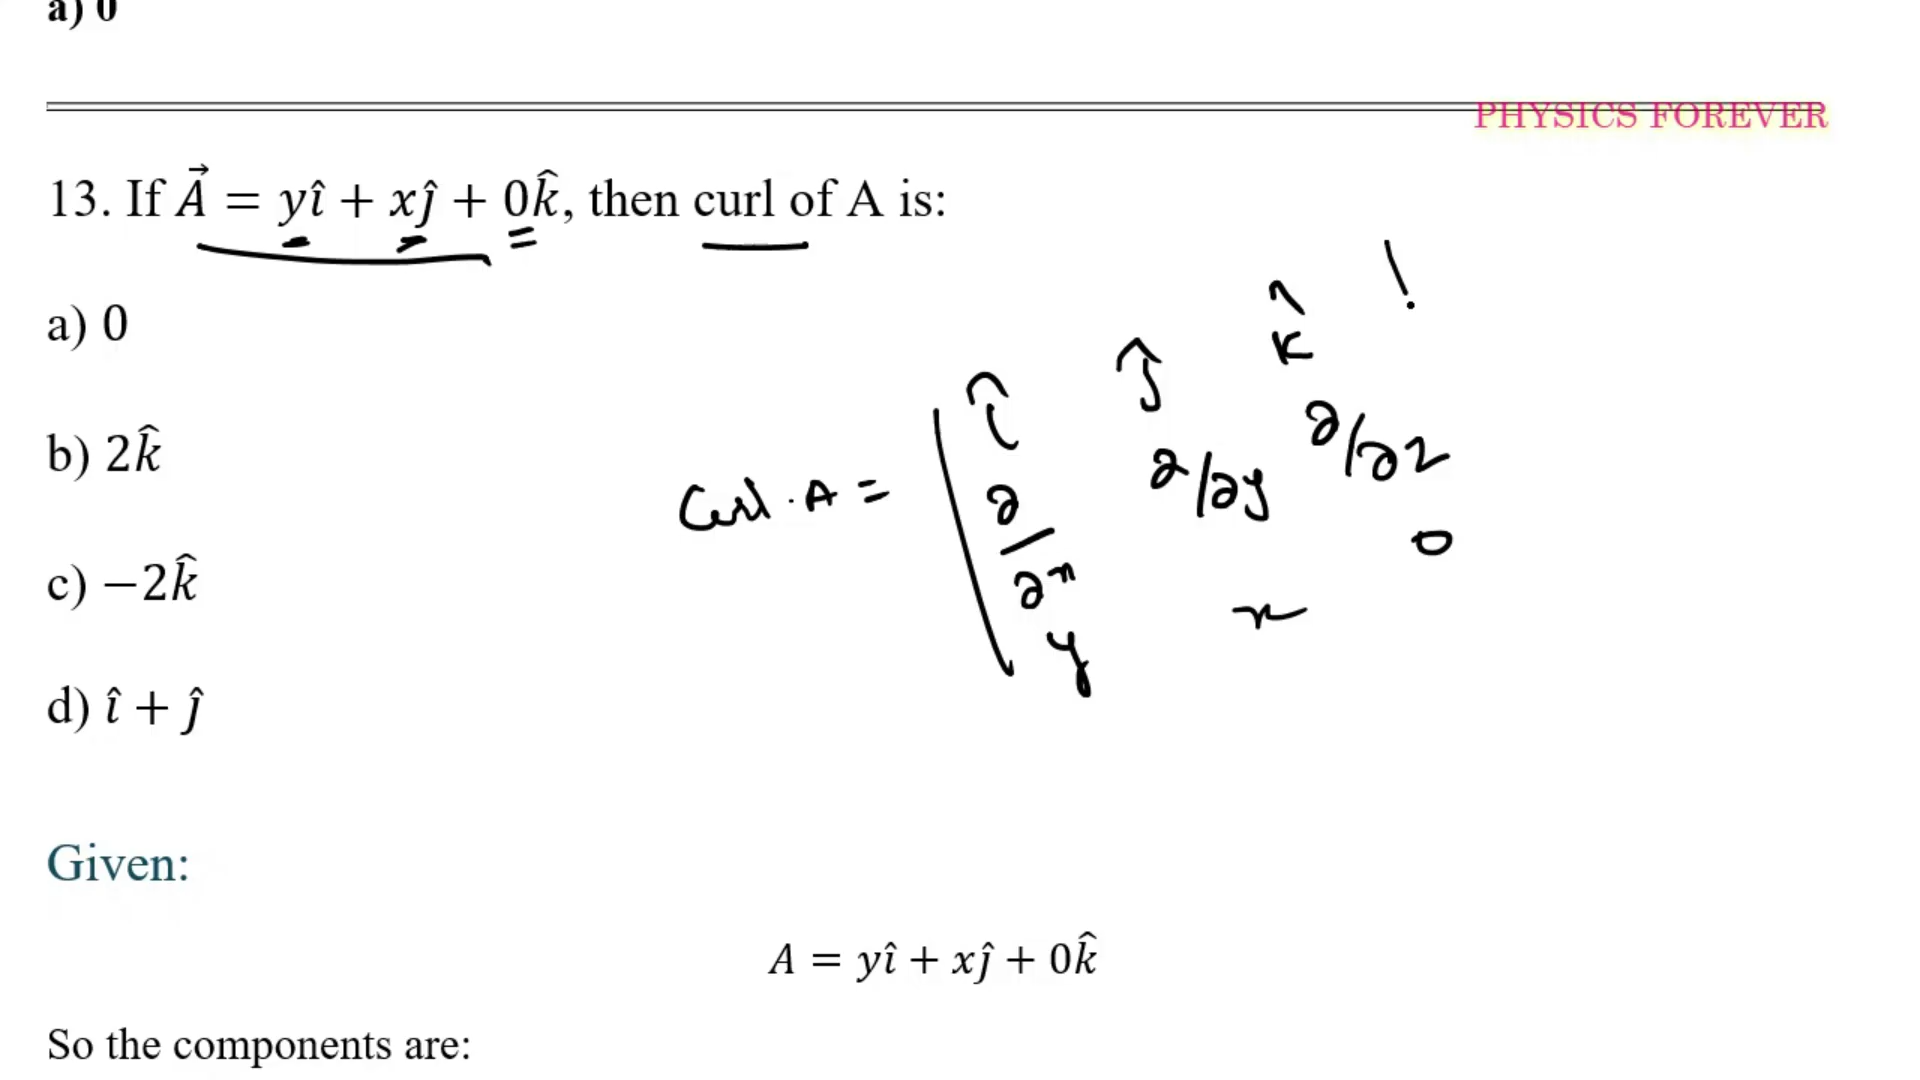 a) 0
PHYSICS FOREVER
13. If A⃗ = yî + xĵ + 0k̂, then curl of A is:
a) 0
b) 2k̂
c) −2k̂
d) î + ĵ
î ĵ k̂
Curl . A = ∂/∂x ∂/∂y ∂/∂z
y x 0
Given:
A = yî + xĵ + 0k̂
So the components are: